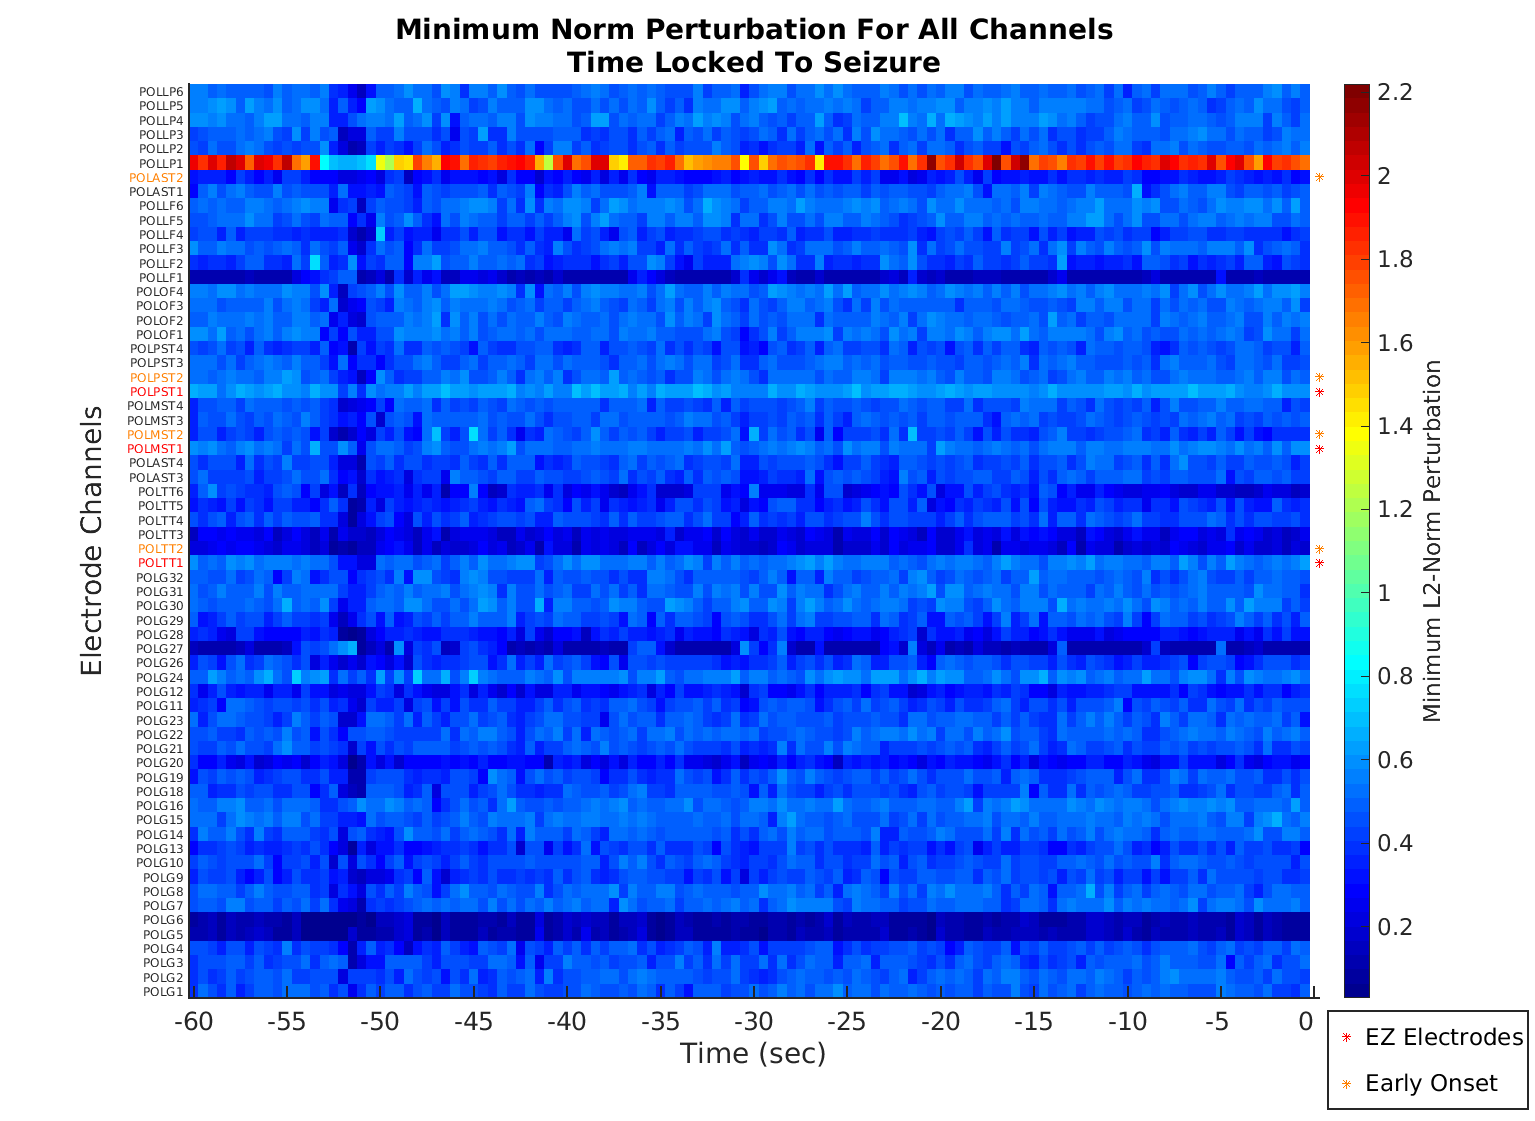 Minimum Norm Perturbation For All Channels
Time Locked To Seizure
Electrode Channels
POLLP6
POLLP5
POLLP4
POLLP3
POLLP2
POLLP1
POLAST2
POLAST1
POLLF6
POLLF5
POLLF4
POLLF3
POLLF2
POLLF1
POLOF4
POLOF3
POLOF2
POLOF1
POLPST4
POLPST3
POLPST2
POLPST1
POLMST4
POLMST3
POLMST2
POLMST1
POLAST4
POLAST3
POLTT6
POLTT5
POLTT4
POLTT3
POLTT2
POLTT1
POLG32
POLG31
POLG30
POLG29
POLG28
POLG27
POLG26
POLG24
POLG12
POLG11
POLG23
POLG22
POLG21
POLG20
POLG19
POLG18
POLG16
POLG15
POLG14
POLG13
POLG10
POLG9
POLG8
POLG7
POLG6
POLG5
POLG4
POLG3
POLG2
POLG1
-60 -55 -50 -45 -40 -35 -30 -25 -20 -15 -10 -5 0
Time (sec)
2.2
2
1.8
1.6
1.4
1.2
1
0.8
0.6
0.4
0.2
Minimum L2-Norm Perturbation
EZ Electrodes
Early Onset